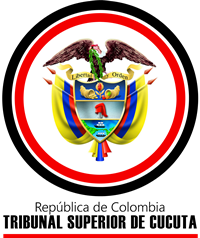 Libertad y Orden
República de Colombia
TRIBUNAL SUPERIOR DE CUCUTA